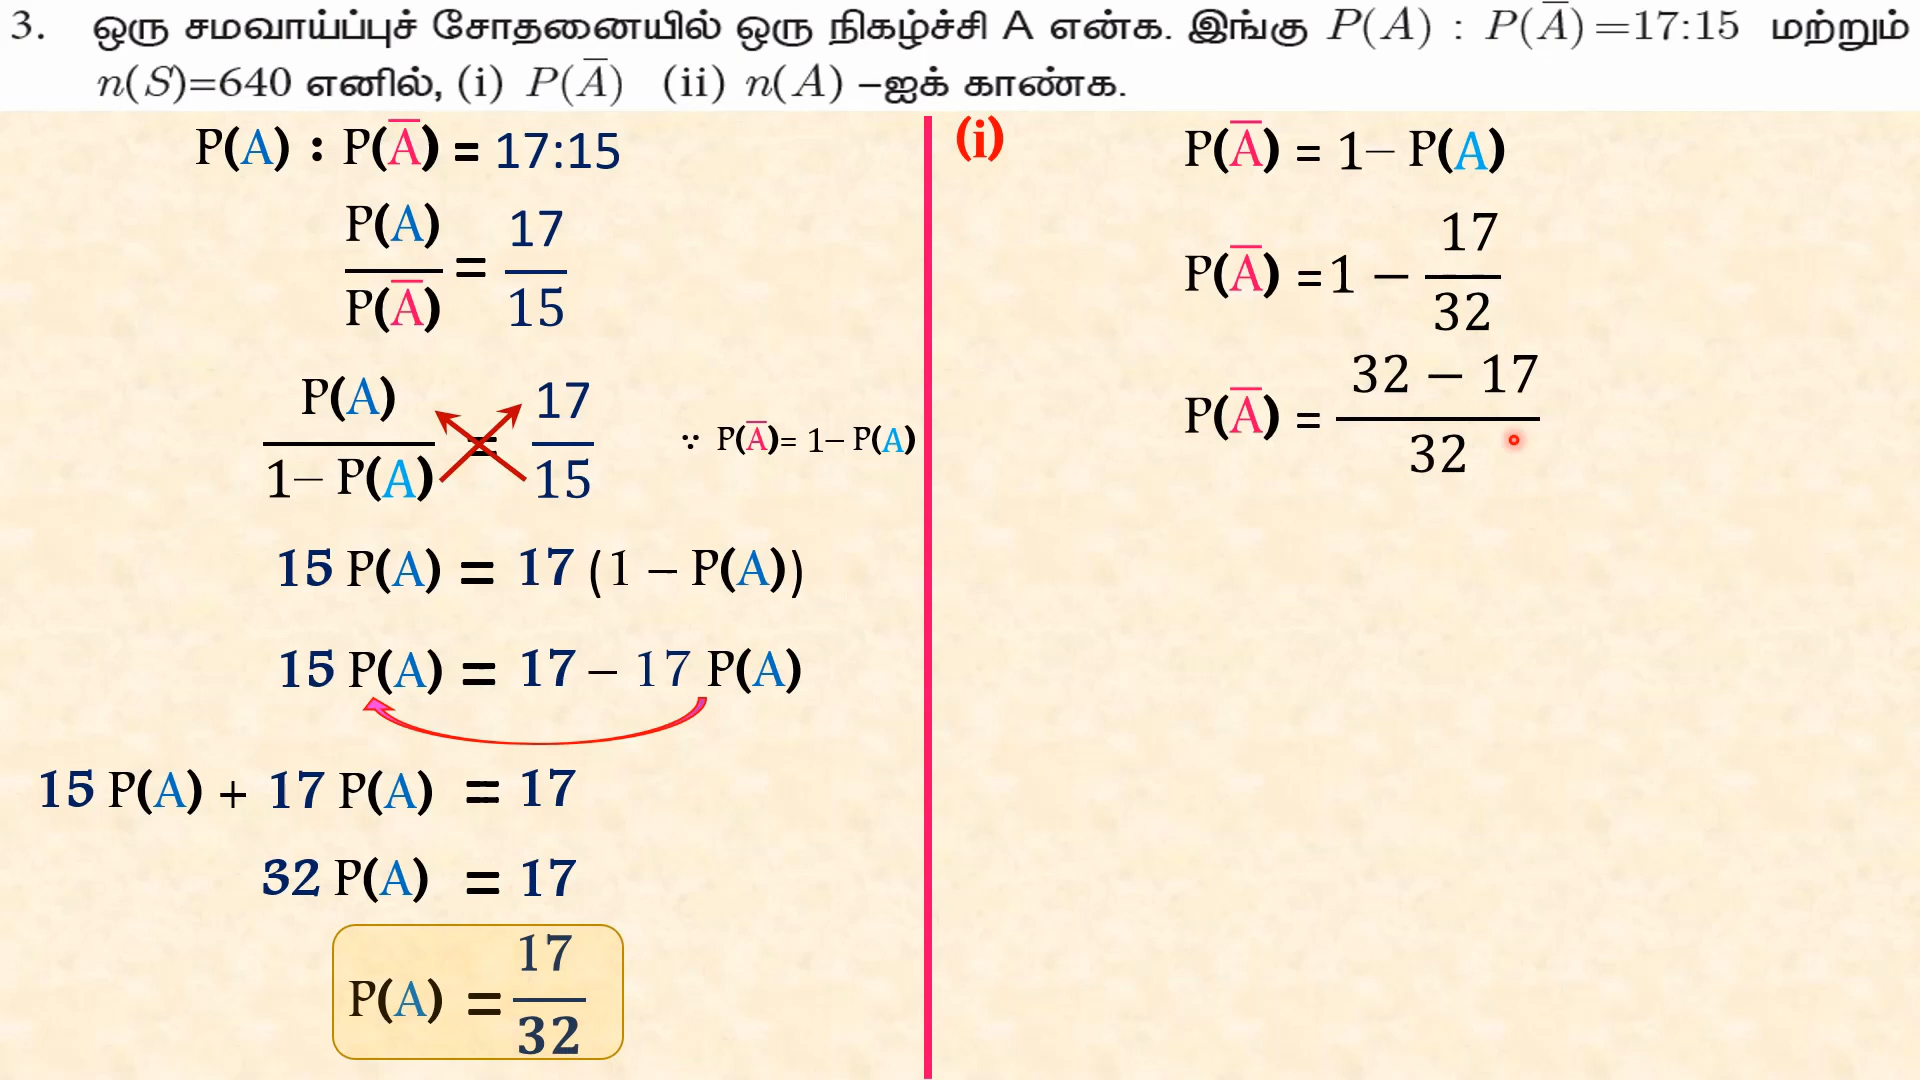 3. ஒரு சமவாய்ப்புச் சோதனையில் ஒரு நிகழ்ச்சி A என்க. இங்கு P(A) : P(A̅)=17:15 மற்றும்
n(S)=640 எனில், (i) P(A̅) (ii) n(A) –ஐக் காண்க.
P(A) : P(A̅) = 17:15
P(A)/P(A̅) = 17/15
P(A)/(1– P(A)) = 17/15 ∵ P(A̅)= 1– P(A)
15 P(A) = 17 (1 – P(A))
15 P(A) = 17 – 17 P(A)
15 P(A) + 17 P(A) = 17
32 P(A) = 17
P(A) = 17/32
(i) P(A̅) = 1– P(A)
P(A̅) =1 – 17/32
P(A̅) = (32 – 17)/32